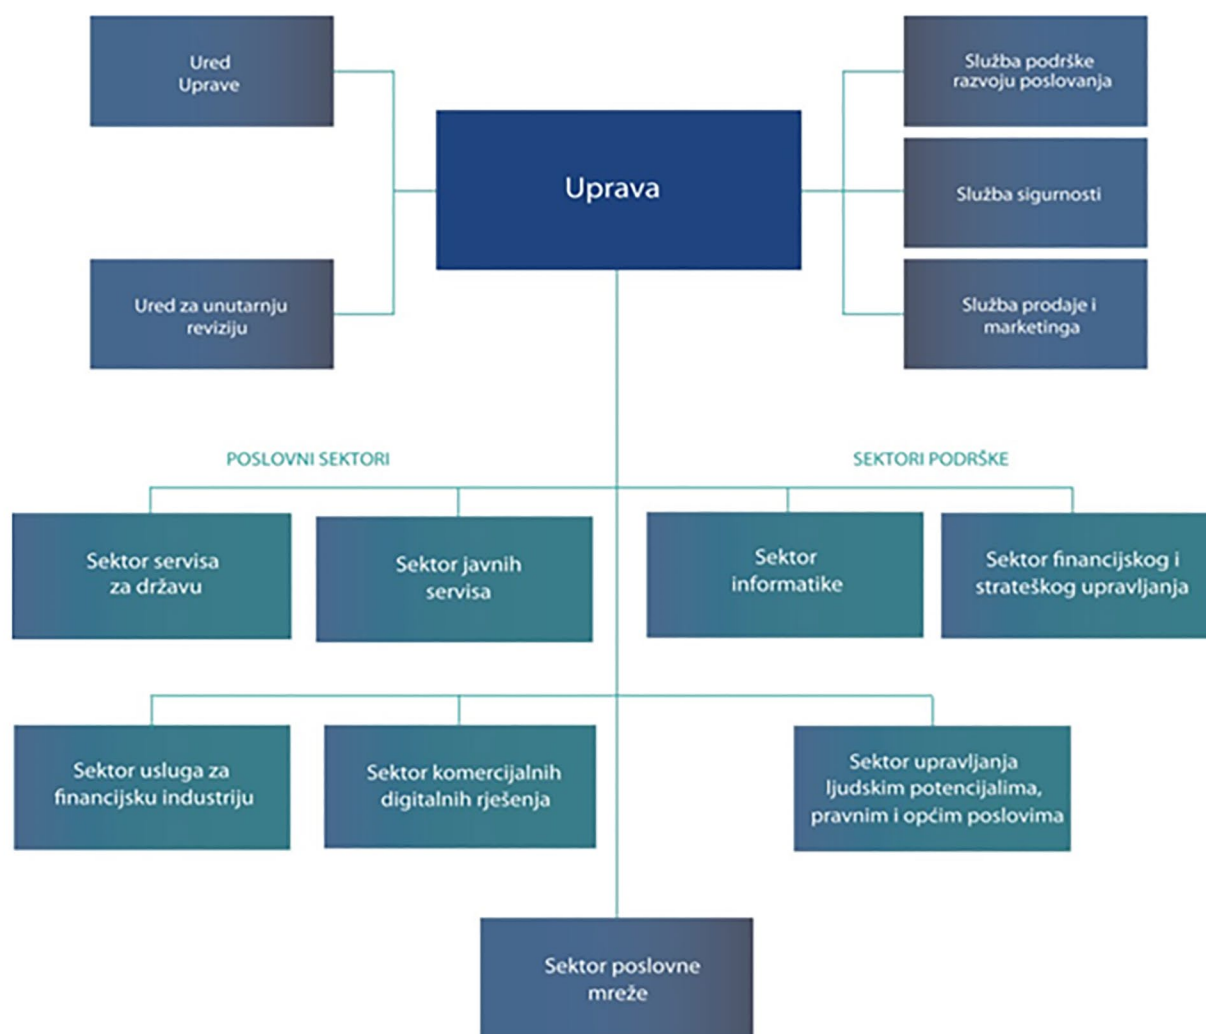 Ured
Uprave
Služba podrške
razvoju poslovanja
Uprava
Služba sigurnosti
Ured za unutarnju
reviziju
Služba prodaje i
marketinga
POSLOVNI SEKTORI
SEKTORI PODRŠKE
Sektor servisa
za državu
Sektor javnih
servisa
Sektor
informatike
Sektor financijskog i
strateškog upravljanja
Sektor usluga za
financijsku industriju
Sektor komercijalnih
digitalnih rješenja
Sektor upravljanja
ljudskim potencijalima,
pravnim i općim poslovima
Sektor poslovne
mreže